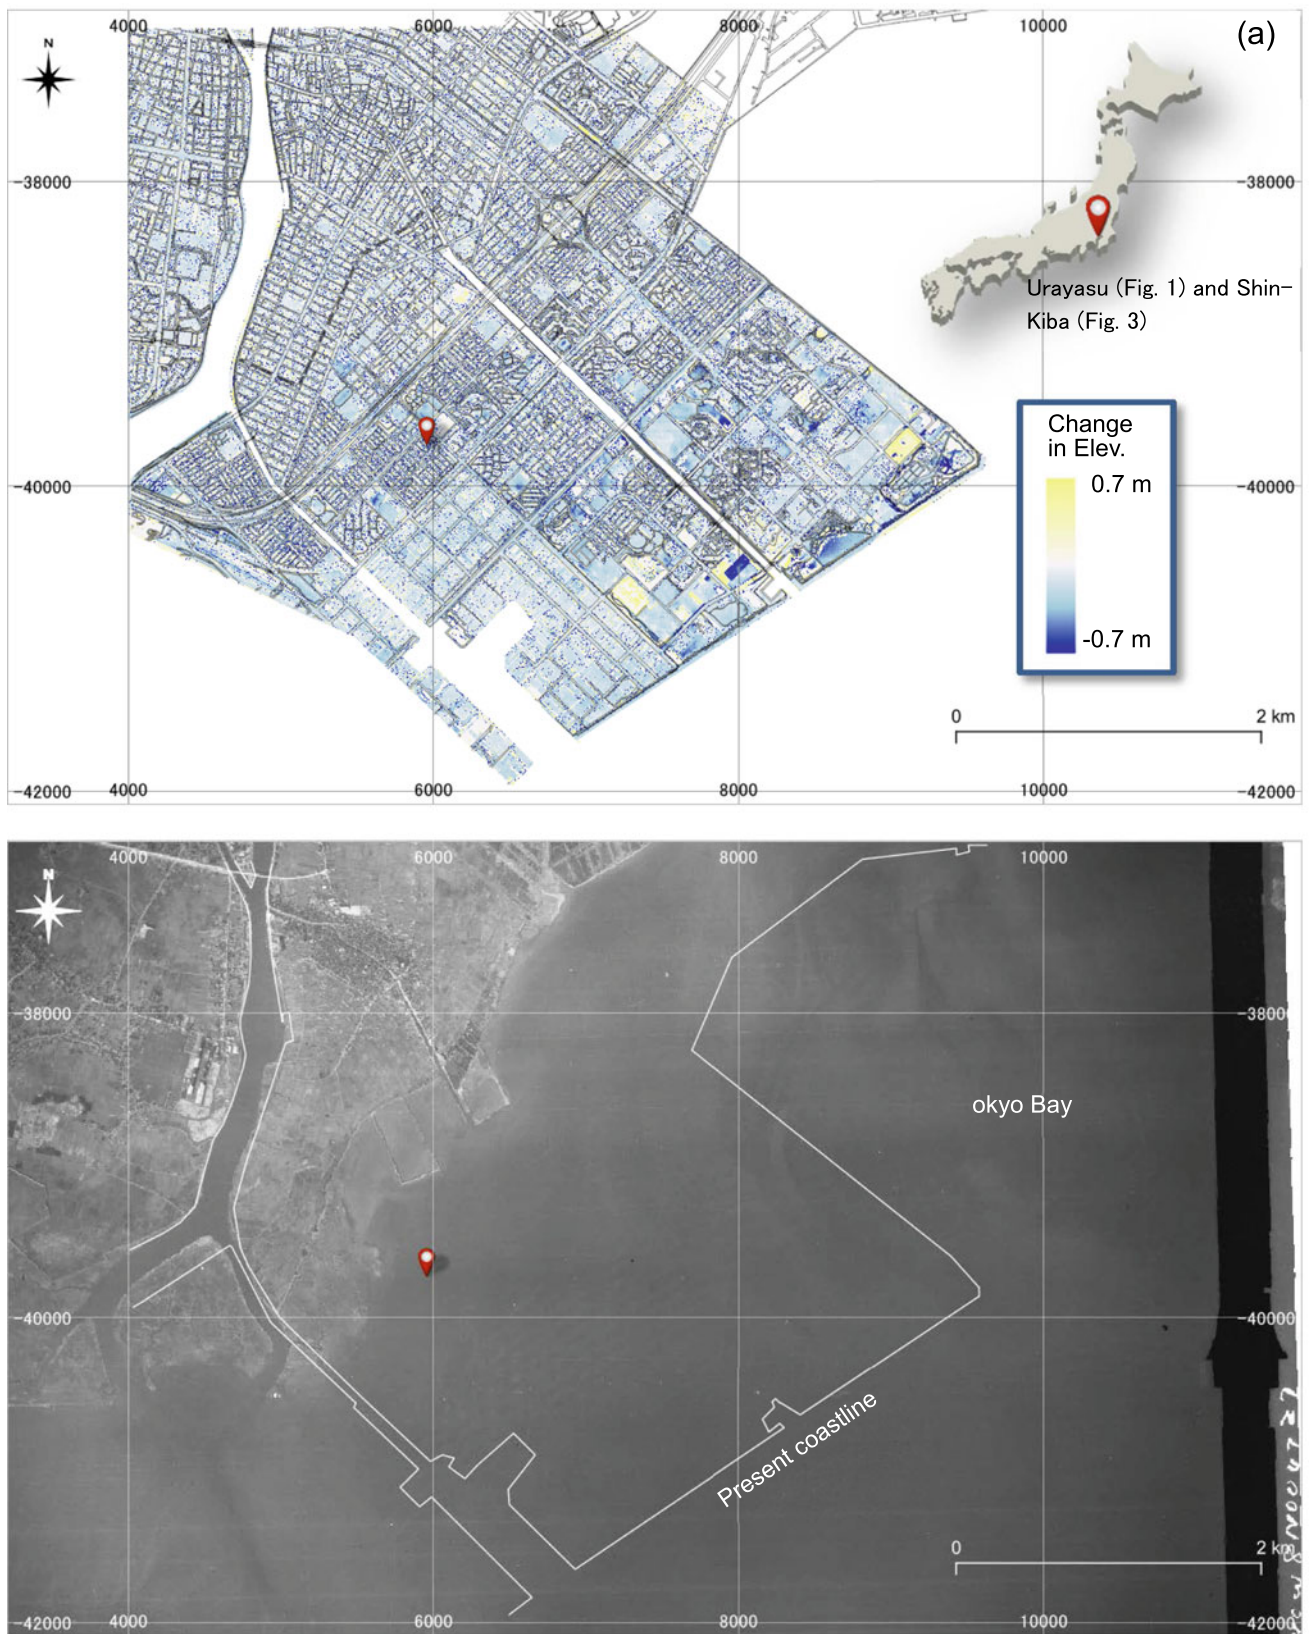 4000 6000 8000 10000 (a)
N
-38000 -38000
Urayasu (Fig. 1) and Shin-
Kiba (Fig. 3)
Change
in Elev.
0.7 m
-40000 -40000
-0.7 m
0 2 km
-42000 4000 6000 8000 10000 -42000
4000 6000 8000 10000
N
-38000 -38000
okyo Bay
-40000 -40000
Present coastline
0 2 km
-42000 4000 6000 8000 10000 -42000